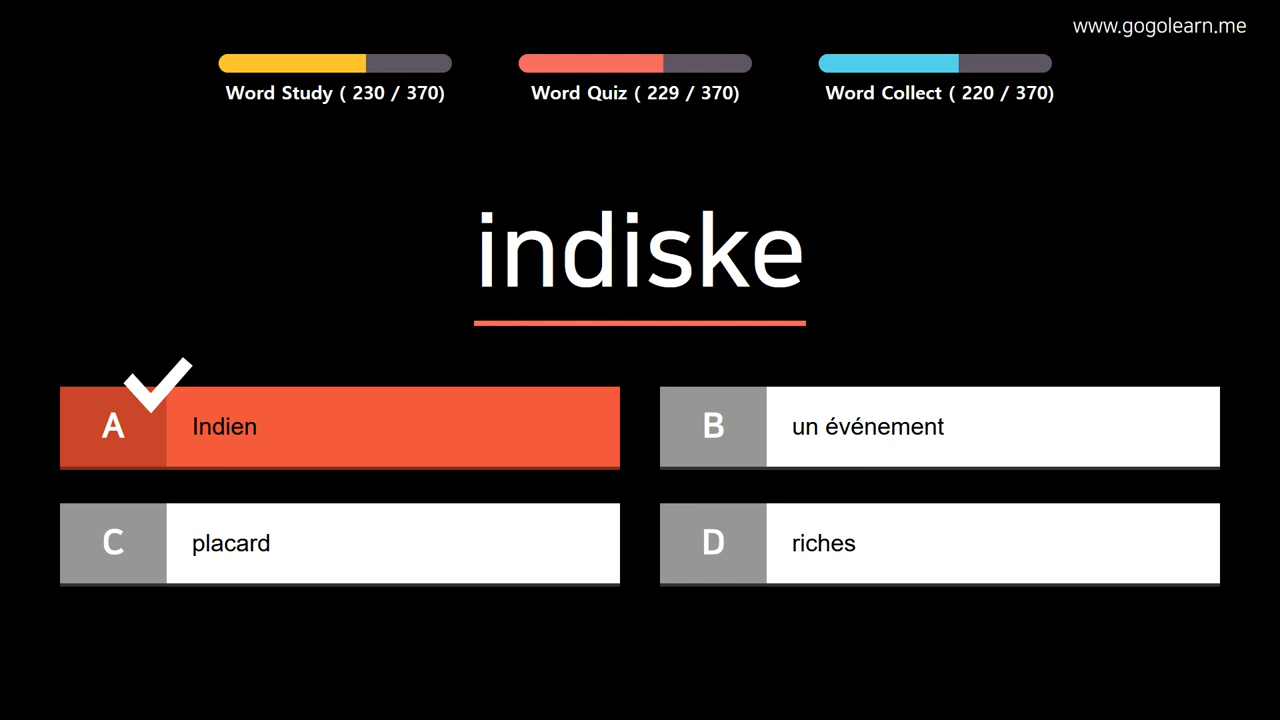 www.gogolearn.me
Word Study ( 230 / 370)
Word Quiz ( 229 / 370)
Word Collect ( 220 / 370)
indiske
A
Indien
B
un événement
C
placard
D
riches